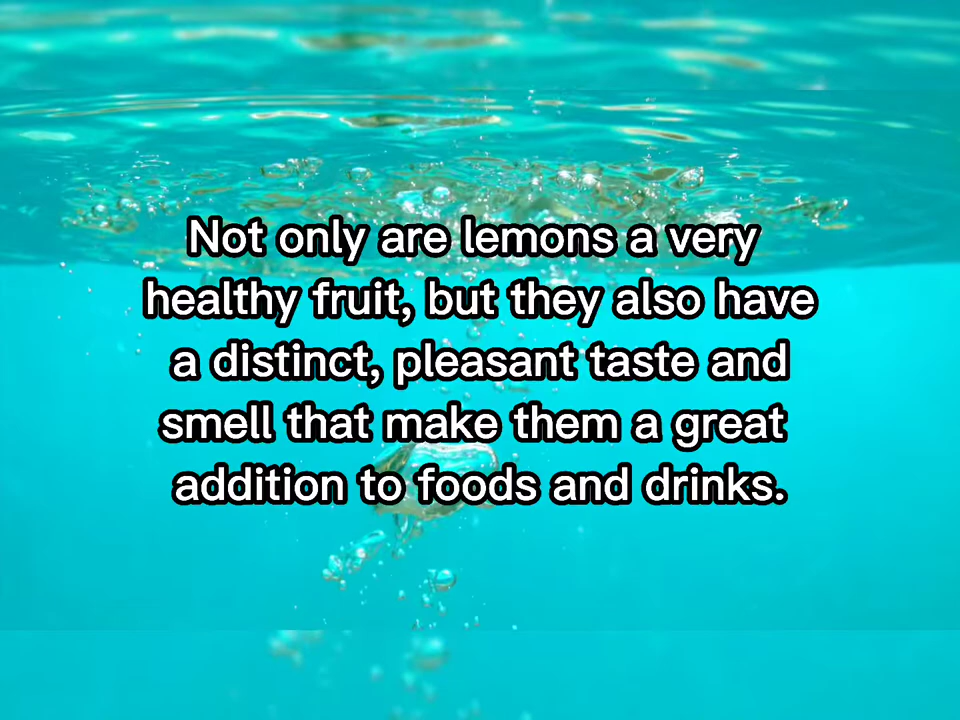 Not only are lemons a very
healthy fruit, but they also have
a distinct, pleasant taste and
smell that make them a great
addition to foods and drinks.